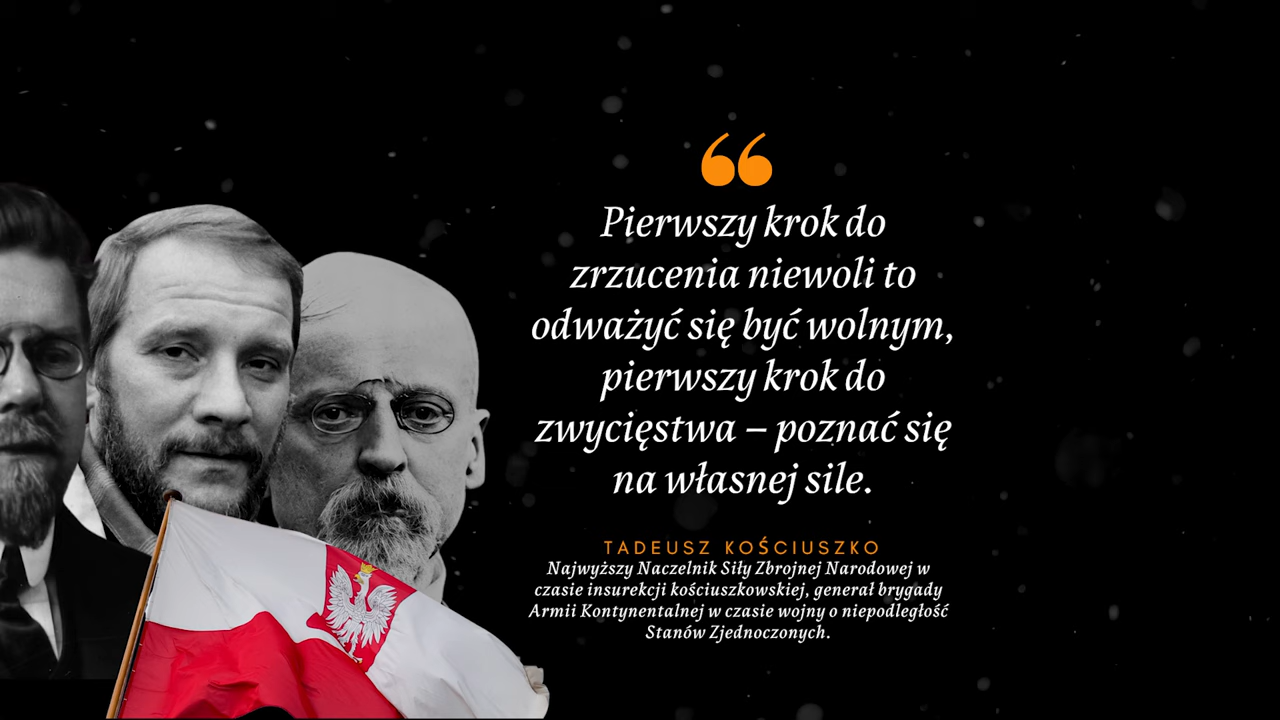 Pierwszy krok do
zrzucenia niewoli to
odważyć się być wolnym,
pierwszy krok do
zwycięstwa – poznać się
na własnej sile.
TADEUSZ KOŚCIUSZKO
Najwyższy Naczelnik Siły Zbrojnej Narodowej w
czasie insurekcji kościuszkowskiej, generał brygady
Armii Kontynentalnej w czasie wojny o niepodległość
Stanów Zjednoczonych.